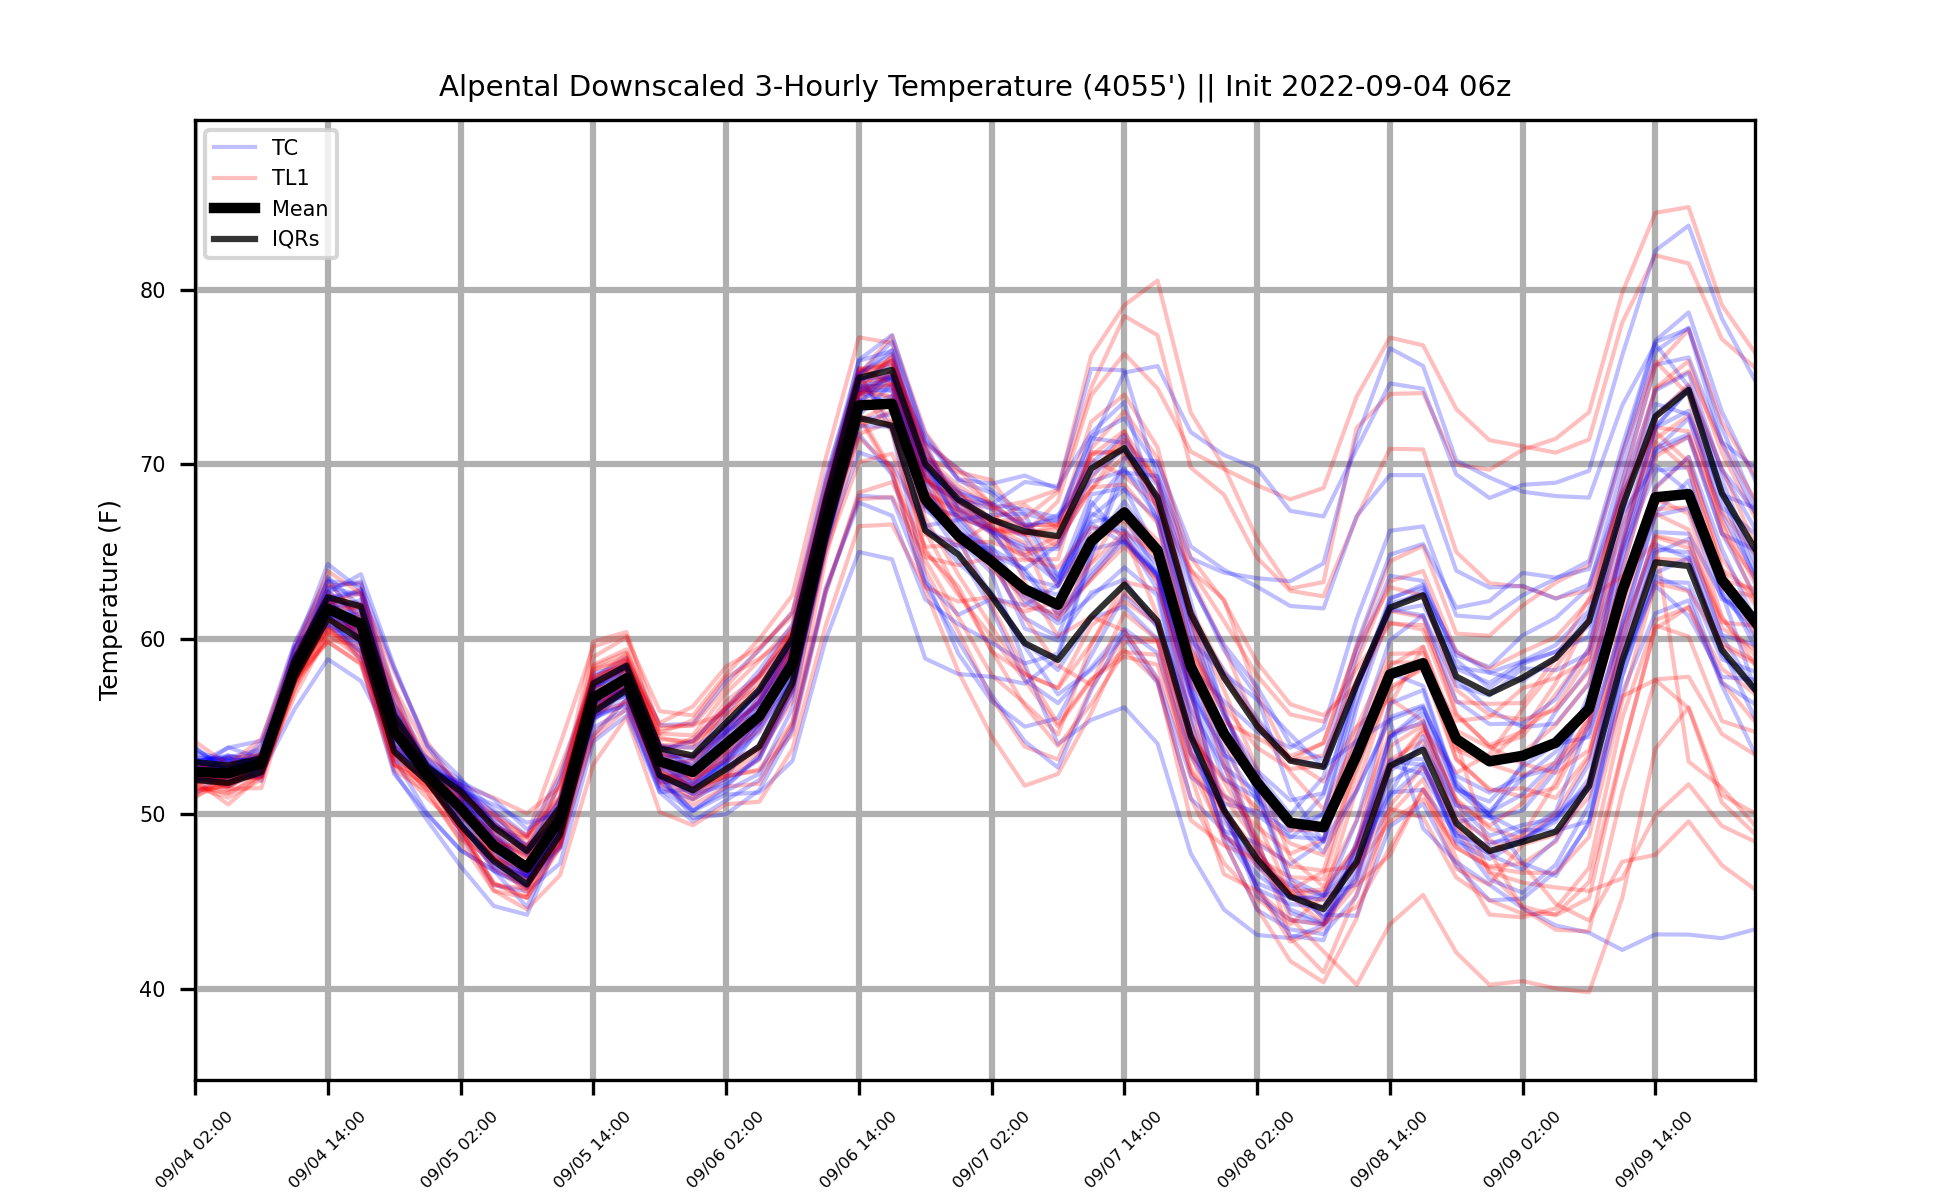 Alpental Downscaled 3-Hourly Temperature (4055') || Init 2022-09-04 06z
TC
TL1
Mean
IQRs
Temperature (F)
80
70
60
50
40
09/04 02:00
09/04 14:00
09/05 02:00
09/05 14:00
09/06 02:00
09/06 14:00
09/07 02:00
09/07 14:00
09/08 02:00
09/08 14:00
09/09 02:00
09/09 14:00